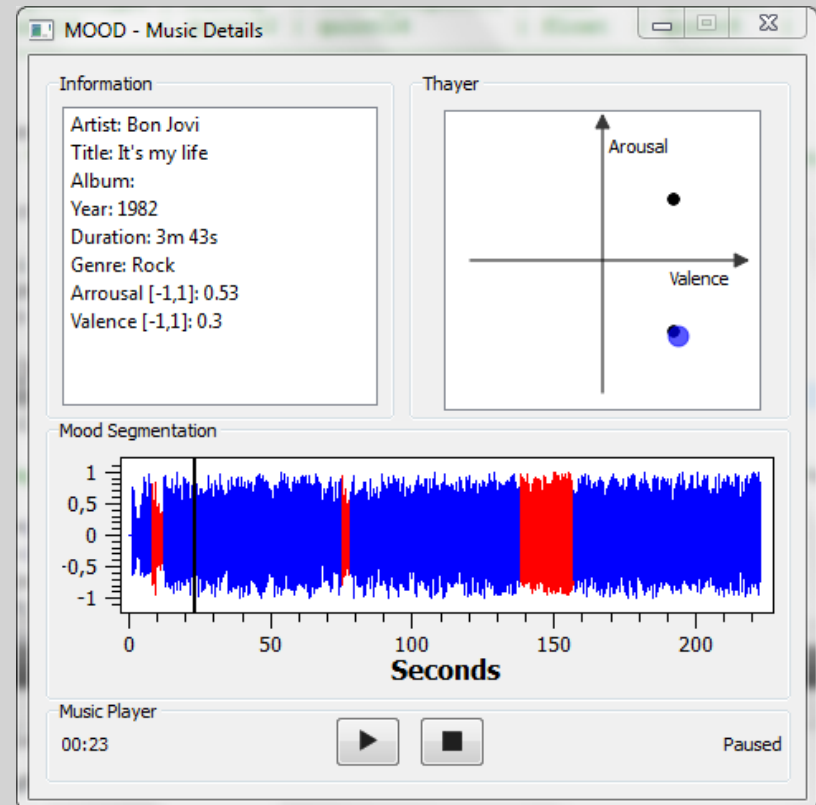 MOOD - Music Details
Information
Artist: Bon Jovi
Title: It's my life
Album:
Year: 1982
Duration: 3m 43s
Genre: Rock
Arrousal [-1,1]: 0.53
Valence [-1,1]: 0.3
Thayer
Arousal
Valence
Mood Segmentation
1
0,5
0
-0,5
-1
0 50 100 150 200
Seconds
Music Player
00:23
Paused